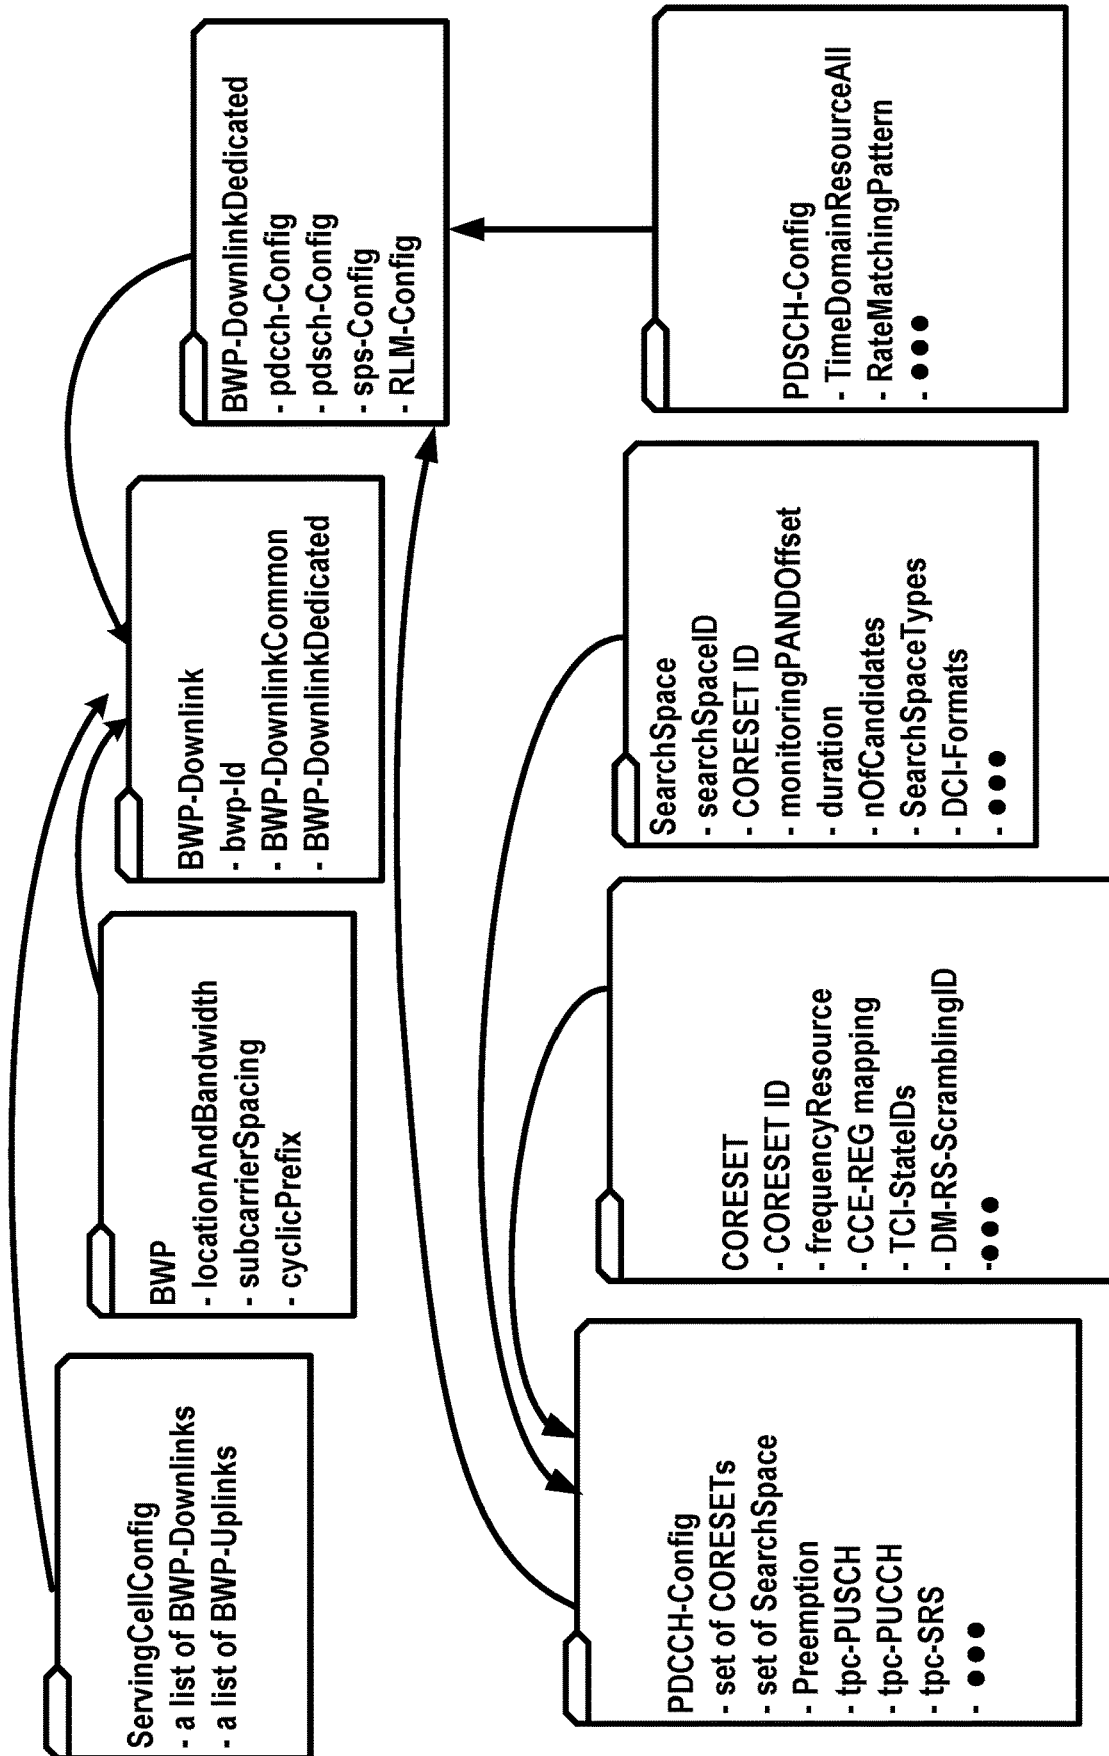 ServingCellConfig
- a list of BWP-Downlinks
- a list of BWP-Uplinks
BWP
- locationAndBandwidth
- subcarrierSpacing
- cyclicPrefix
BWP-Downlink
- bwp-Id
- BWP-DownlinkCommon
- BWP-DownlinkDedicated
BWP-DownlinkDedicated
- pdcch-Config
- pdsch-Config
- sps-Config
- RLM-Config
PDCCH-Config
- set of CORESETs
- set of SearchSpace
- Preemption
- tpc-PUSCH
- tpc-PUCCH
- tpc-SRS
- ●●●
CORESET
- CORESET ID
- frequencyResource
- CCE-REG mapping
- TCI-StateIDs
- DM-RS-ScramblingID
- ●●●
SearchSpace
- searchSpaceID
- CORESET ID
- monitoringPANDOffset
- duration
- nOfCandidates
- SearchSpaceTypes
- DCI-Formats
- ●●●
PDSCH-Config
- TimeDomainResourceAll
- RateMatchingPattern
- ●●●